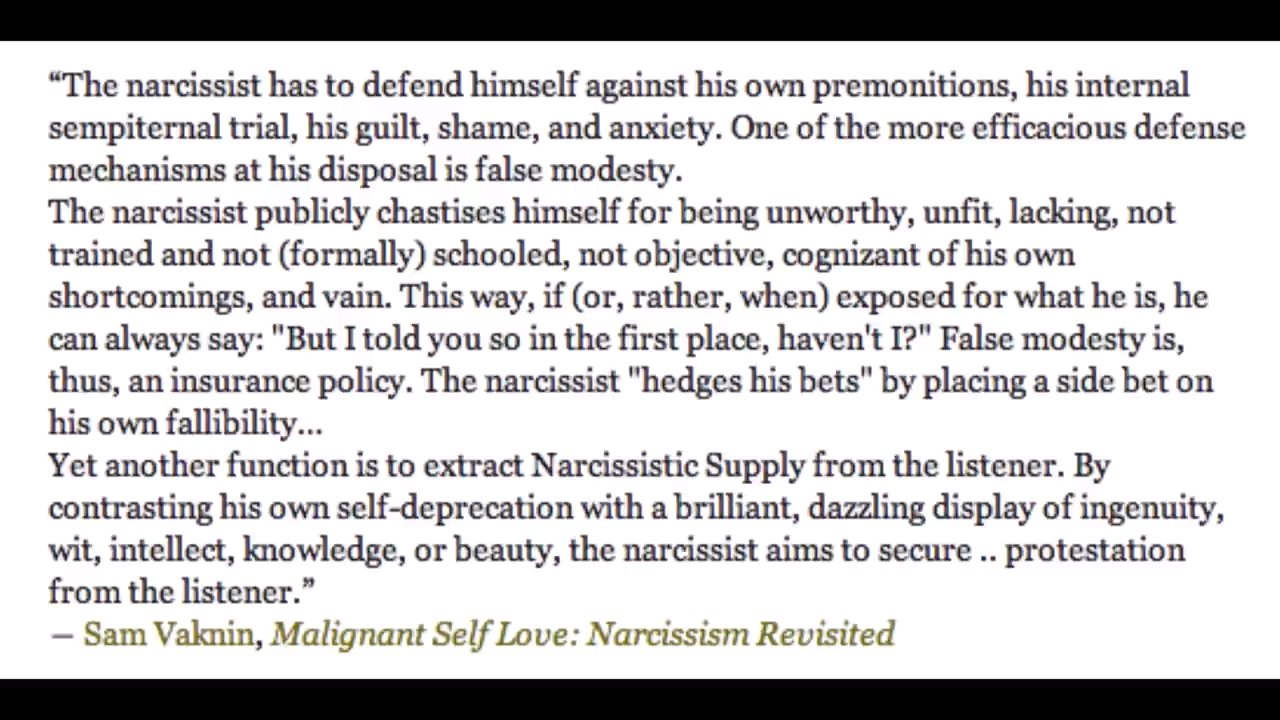 “The narcissist has to defend himself against his own premonitions, his internal
sempiternal trial, his guilt, shame, and anxiety. One of the more efficacious defense
mechanisms at his disposal is false modesty.
The narcissist publicly chastises himself for being unworthy, unfit, lacking, not
trained and not (formally) schooled, not objective, cognizant of his own
shortcomings, and vain. This way, if (or, rather, when) exposed for what he is, he
can always say: "But I told you so in the first place, haven't I?" False modesty is,
thus, an insurance policy. The narcissist "hedges his bets" by placing a side bet on
his own fallibility...
Yet another function is to extract Narcissistic Supply from the listener. By
contrasting his own self-deprecation with a brilliant, dazzling display of ingenuity,
wit, intellect, knowledge, or beauty, the narcissist aims to secure .. protestation
from the listener.”
— Sam Vaknin, Malignant Self Love: Narcissism Revisited